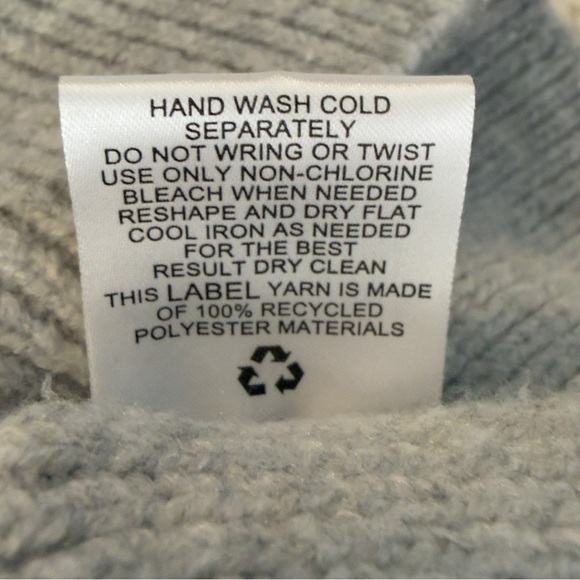 HAND WASH COLD
SEPARATELY
DO NOT WRING OR TWIST
USE ONLY NON-CHLORINE
BLEACH WHEN NEEDED
RESHAPE AND DRY FLAT
COOL IRON AS NEEDED
FOR THE BEST
RESULT DRY CLEAN
THIS LABEL YARN IS MADE
OF 100% RECYCLED
POLYESTER MATERIALS